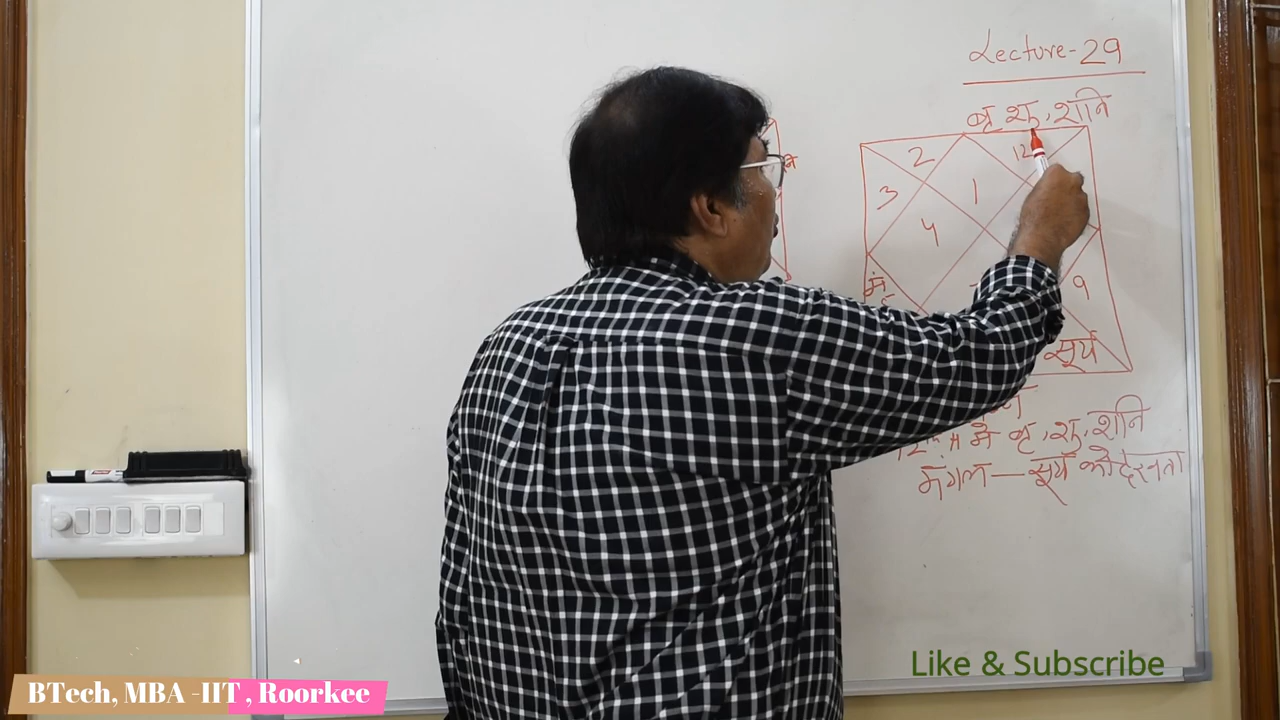 Lecture-29
बृ शु, शनि
2
12
3
1
4
मं
9
सूर्य
में बृ, शु, शनि
मंगल — सूर्य को देखता
Like & Subscribe
BTech, MBA -IIT , Roorkee